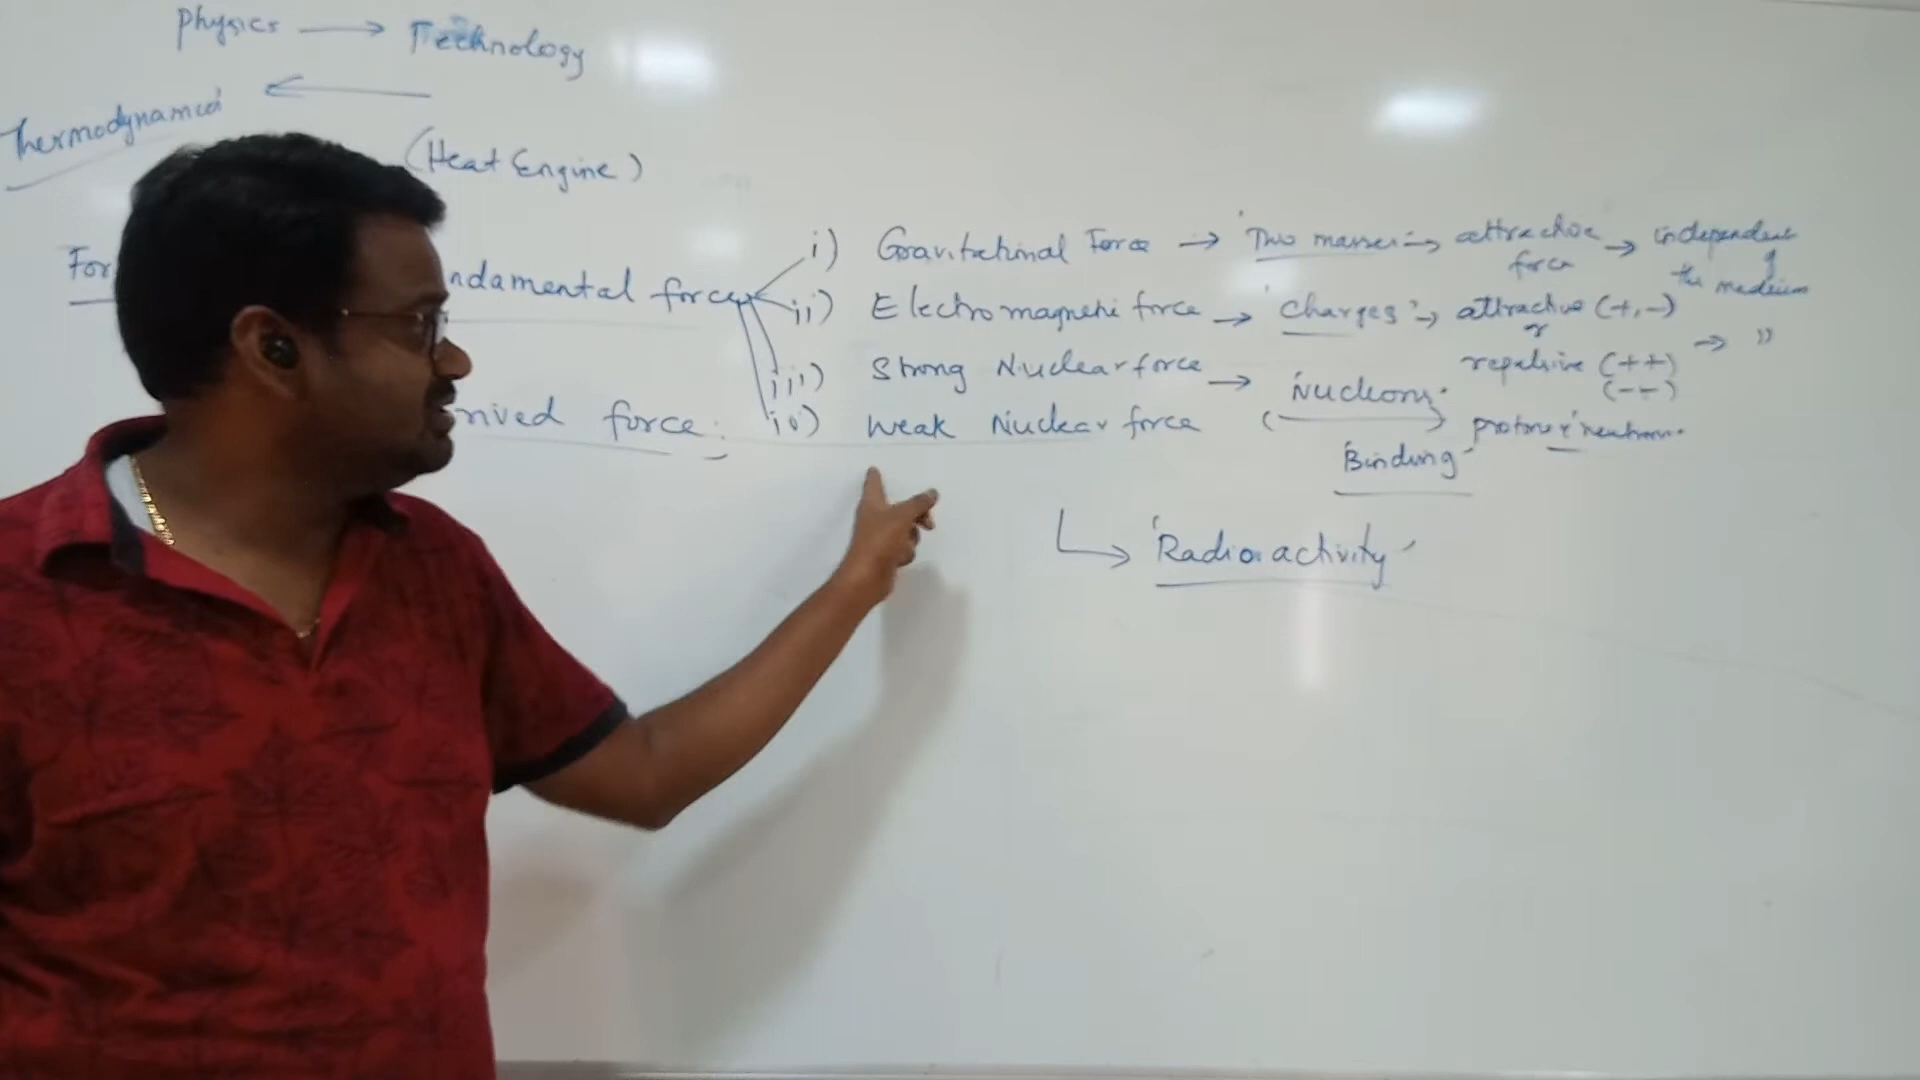 Physics → Technology
Thermodynamics ←
(Heat Engine)
For
ndamental forces
i) Gravitational Force → Two masses → attractive force → independent of the medium
ii) Electromagnetic force → 'charges' → attractive (+,-) or repulsive (++) (--) → "
iii) Strong Nuclear force → 'Nucleons' protons & neutrons.
'Binding'
rived force:
iv) Weak Nuclear force
↳ 'Radioactivity'